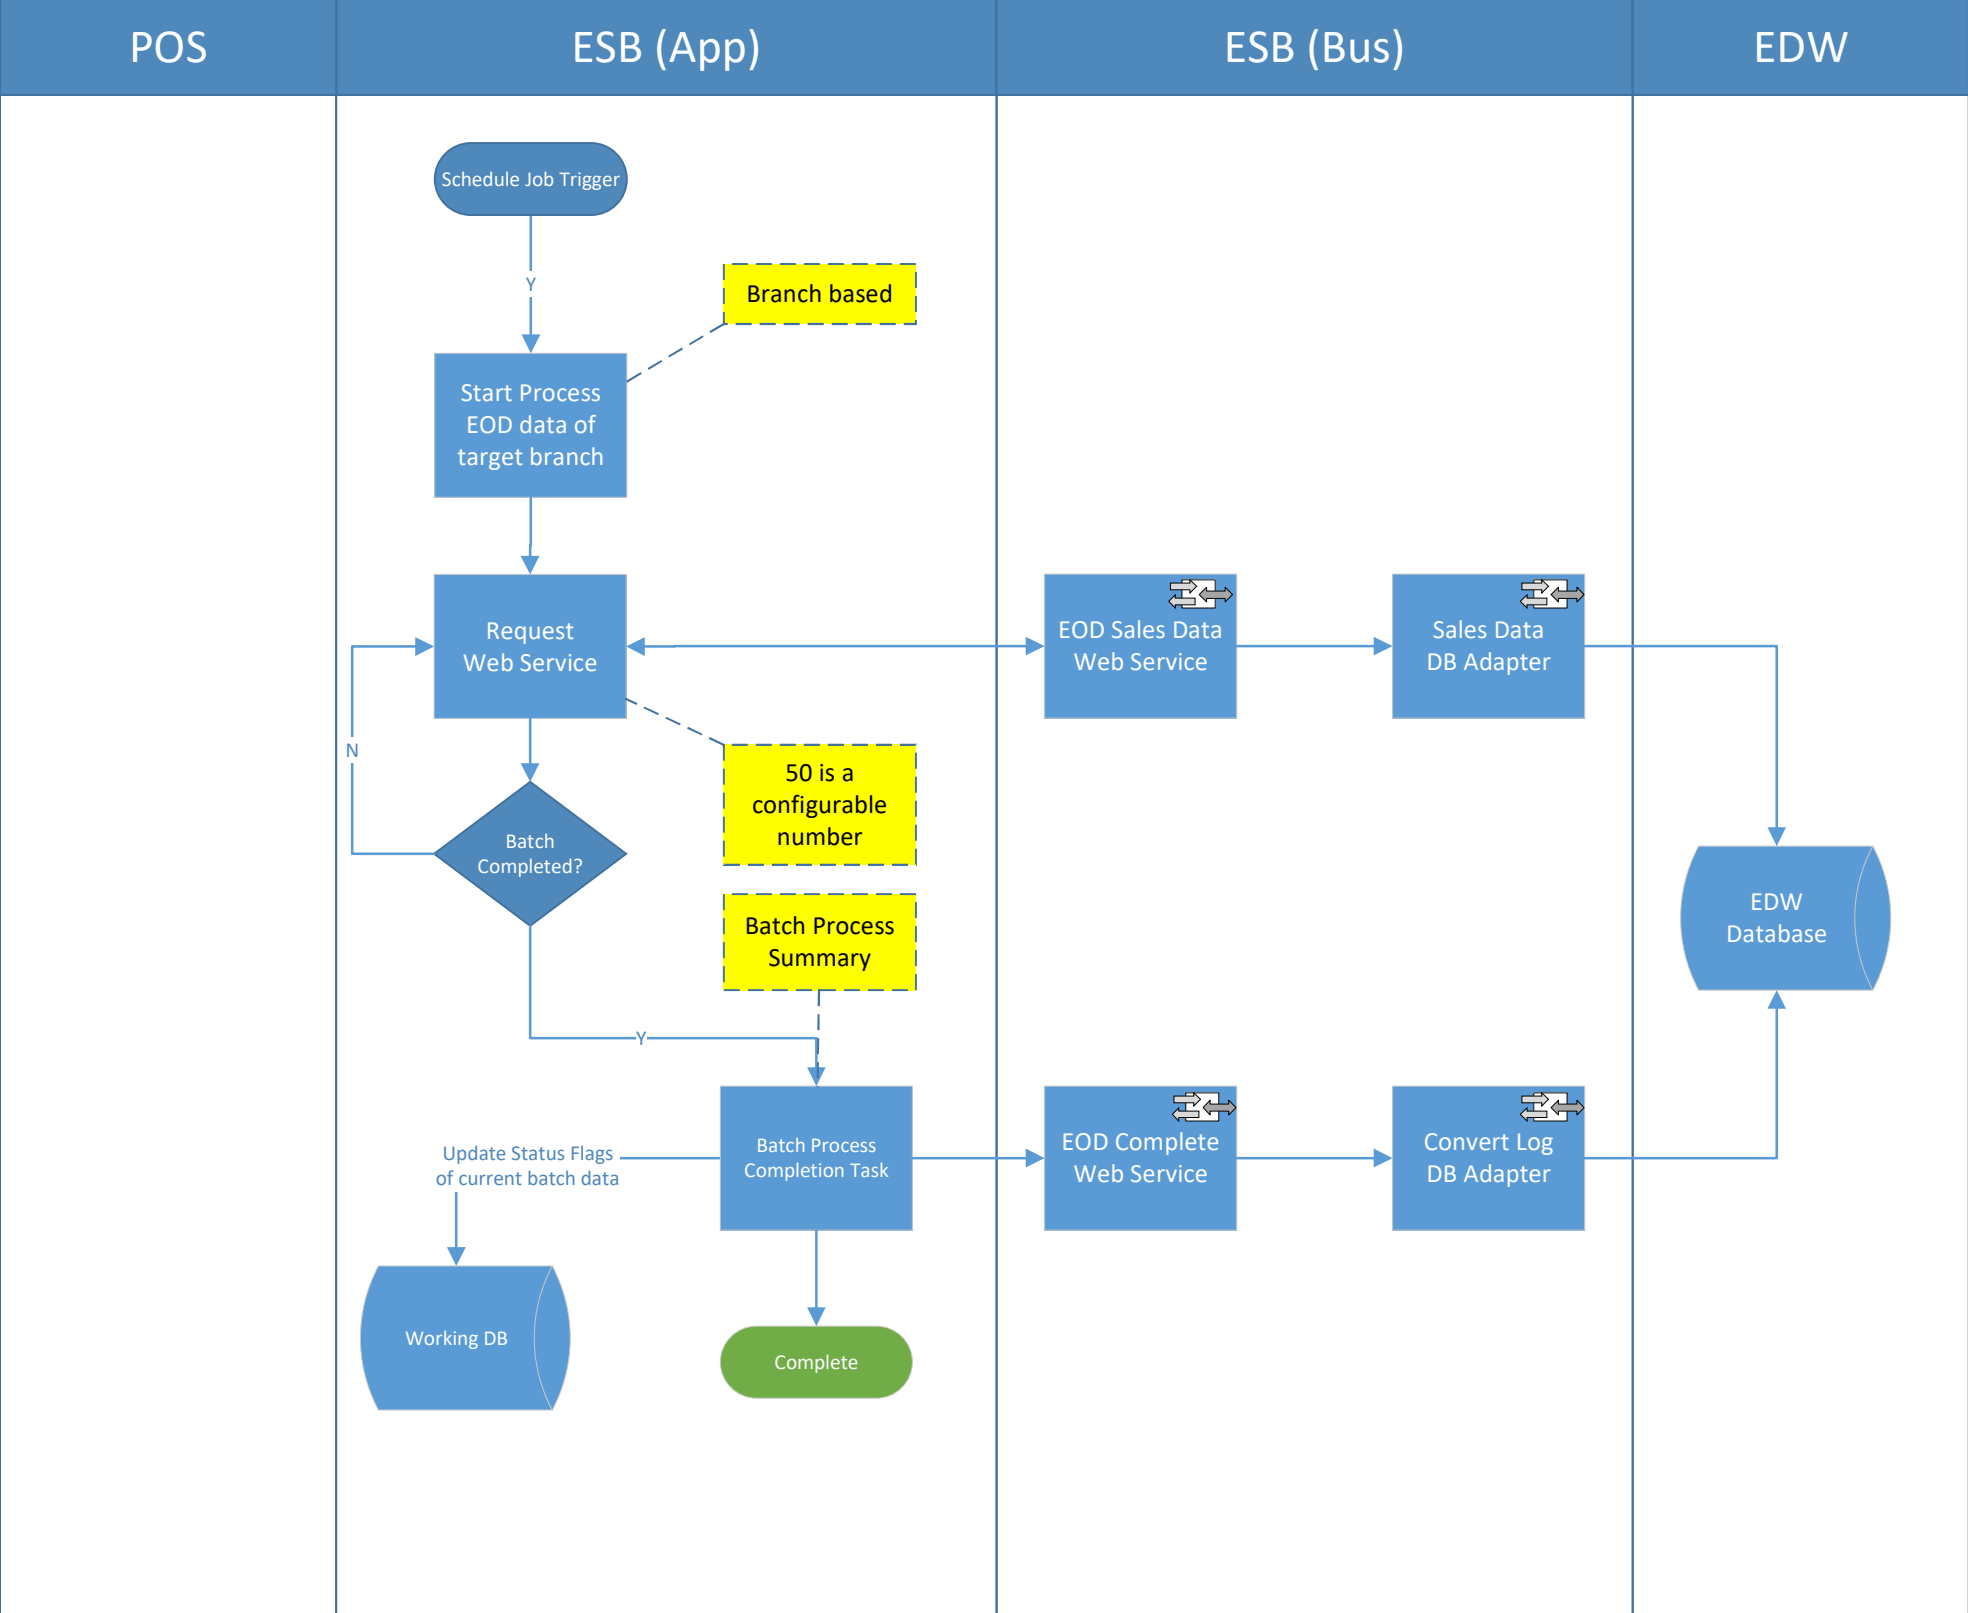 POS
ESB (App)
ESB (Bus)
EDW
Schedule Job Trigger
Y
Branch based
Start Process
EOD data of
target branch
Request
Web Service
EOD Sales Data
Web Service
Sales Data
DB Adapter
N
50 is a
configurable
number
Batch
Completed?
Batch Process
Summary
EDW
Database
Y
Update Status Flags
of current batch data
Batch Process
Completion Task
EOD Complete
Web Service
Convert Log
DB Adapter
Working DB
Complete